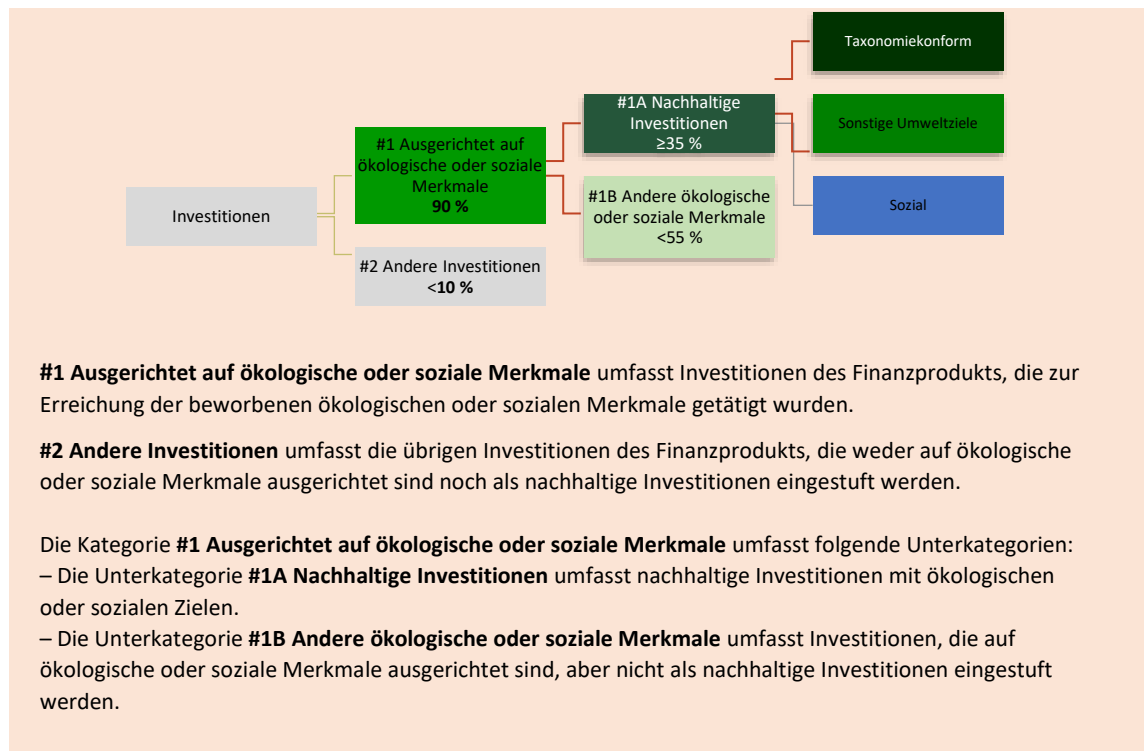 Taxonomiekonform
#1A Nachhaltige
Investitionen
≥35 %
Sonstige Umweltziele
#1 Ausgerichtet auf
ökologische oder soziale
Merkmale
90 %
#1B Andere ökologische
oder soziale Merkmale
<55 %
Sozial
Investitionen
#2 Andere Investitionen
<10 %
#1 Ausgerichtet auf ökologische oder soziale Merkmale umfasst Investitionen des Finanzprodukts, die zur
Erreichung der beworbenen ökologischen oder sozialen Merkmale getätigt wurden.
#2 Andere Investitionen umfasst die übrigen Investitionen des Finanzprodukts, die weder auf ökologische
oder soziale Merkmale ausgerichtet sind noch als nachhaltige Investitionen eingestuft werden.
Die Kategorie #1 Ausgerichtet auf ökologische oder soziale Merkmale umfasst folgende Unterkategorien:
– Die Unterkategorie #1A Nachhaltige Investitionen umfasst nachhaltige Investitionen mit ökologischen
oder sozialen Zielen.
– Die Unterkategorie #1B Andere ökologische oder soziale Merkmale umfasst Investitionen, die auf
ökologische oder soziale Merkmale ausgerichtet sind, aber nicht als nachhaltige Investitionen eingestuft
werden.